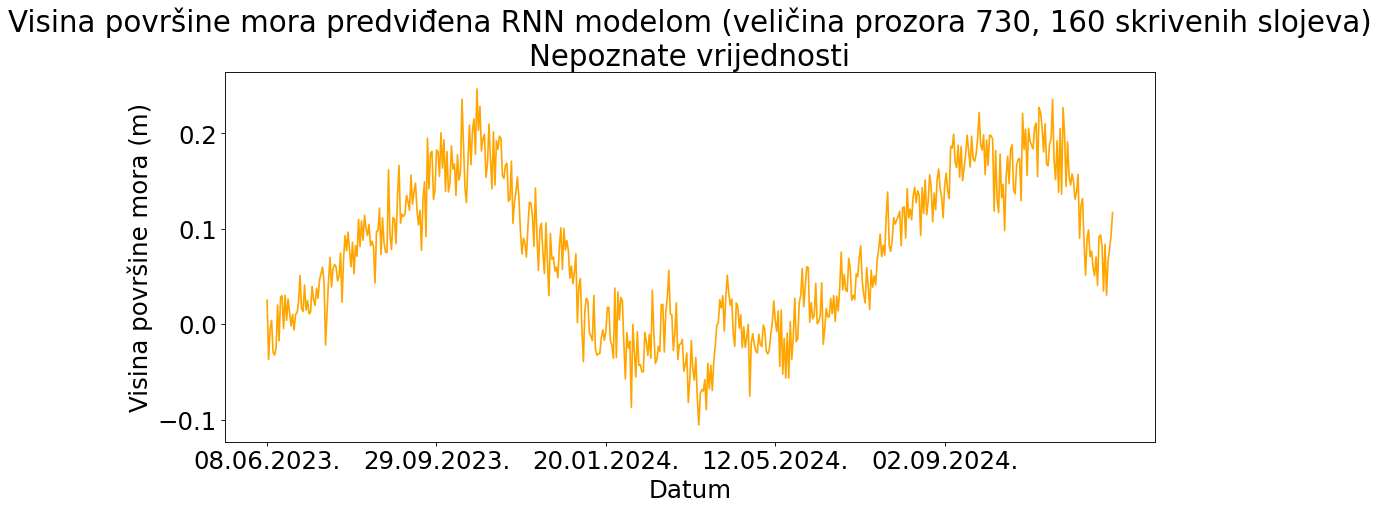 Visina površine mora predviđena RNN modelom (veličina prozora 730, 160 skrivenih slojeva)
Nepoznate vrijednosti
Visina površine mora (m)
0.2
0.1
0.0
−0.1
08.06.2023. 29.09.2023. 20.01.2024. 12.05.2024. 02.09.2024.
Datum